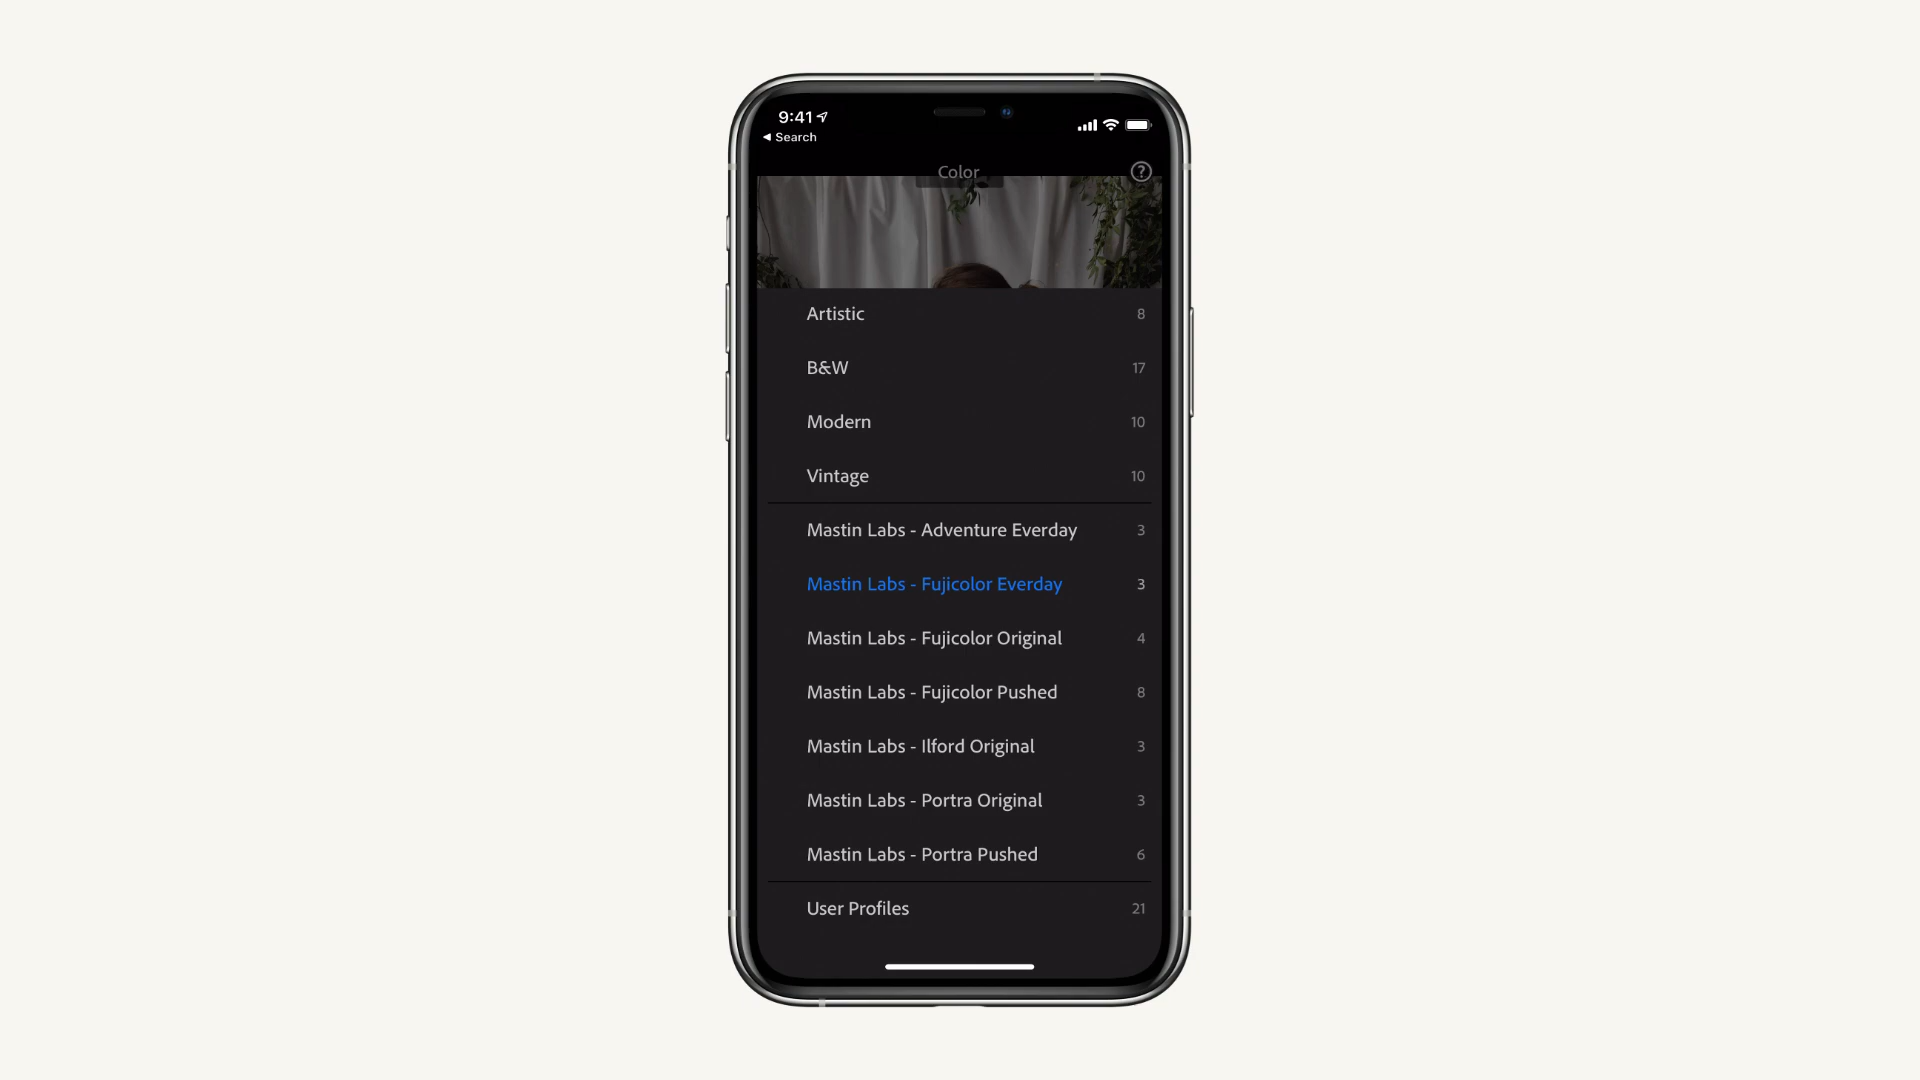 9:41
◀ Search
Color
?
Artistic 8
B&W 17
Modern 10
Vintage 10
Mastin Labs - Adventure Everday 3
Mastin Labs - Fujicolor Everday 3
Mastin Labs - Fujicolor Original 4
Mastin Labs - Fujicolor Pushed 8
Mastin Labs - Ilford Original 3
Mastin Labs - Portra Original 3
Mastin Labs - Portra Pushed 6
User Profiles 21